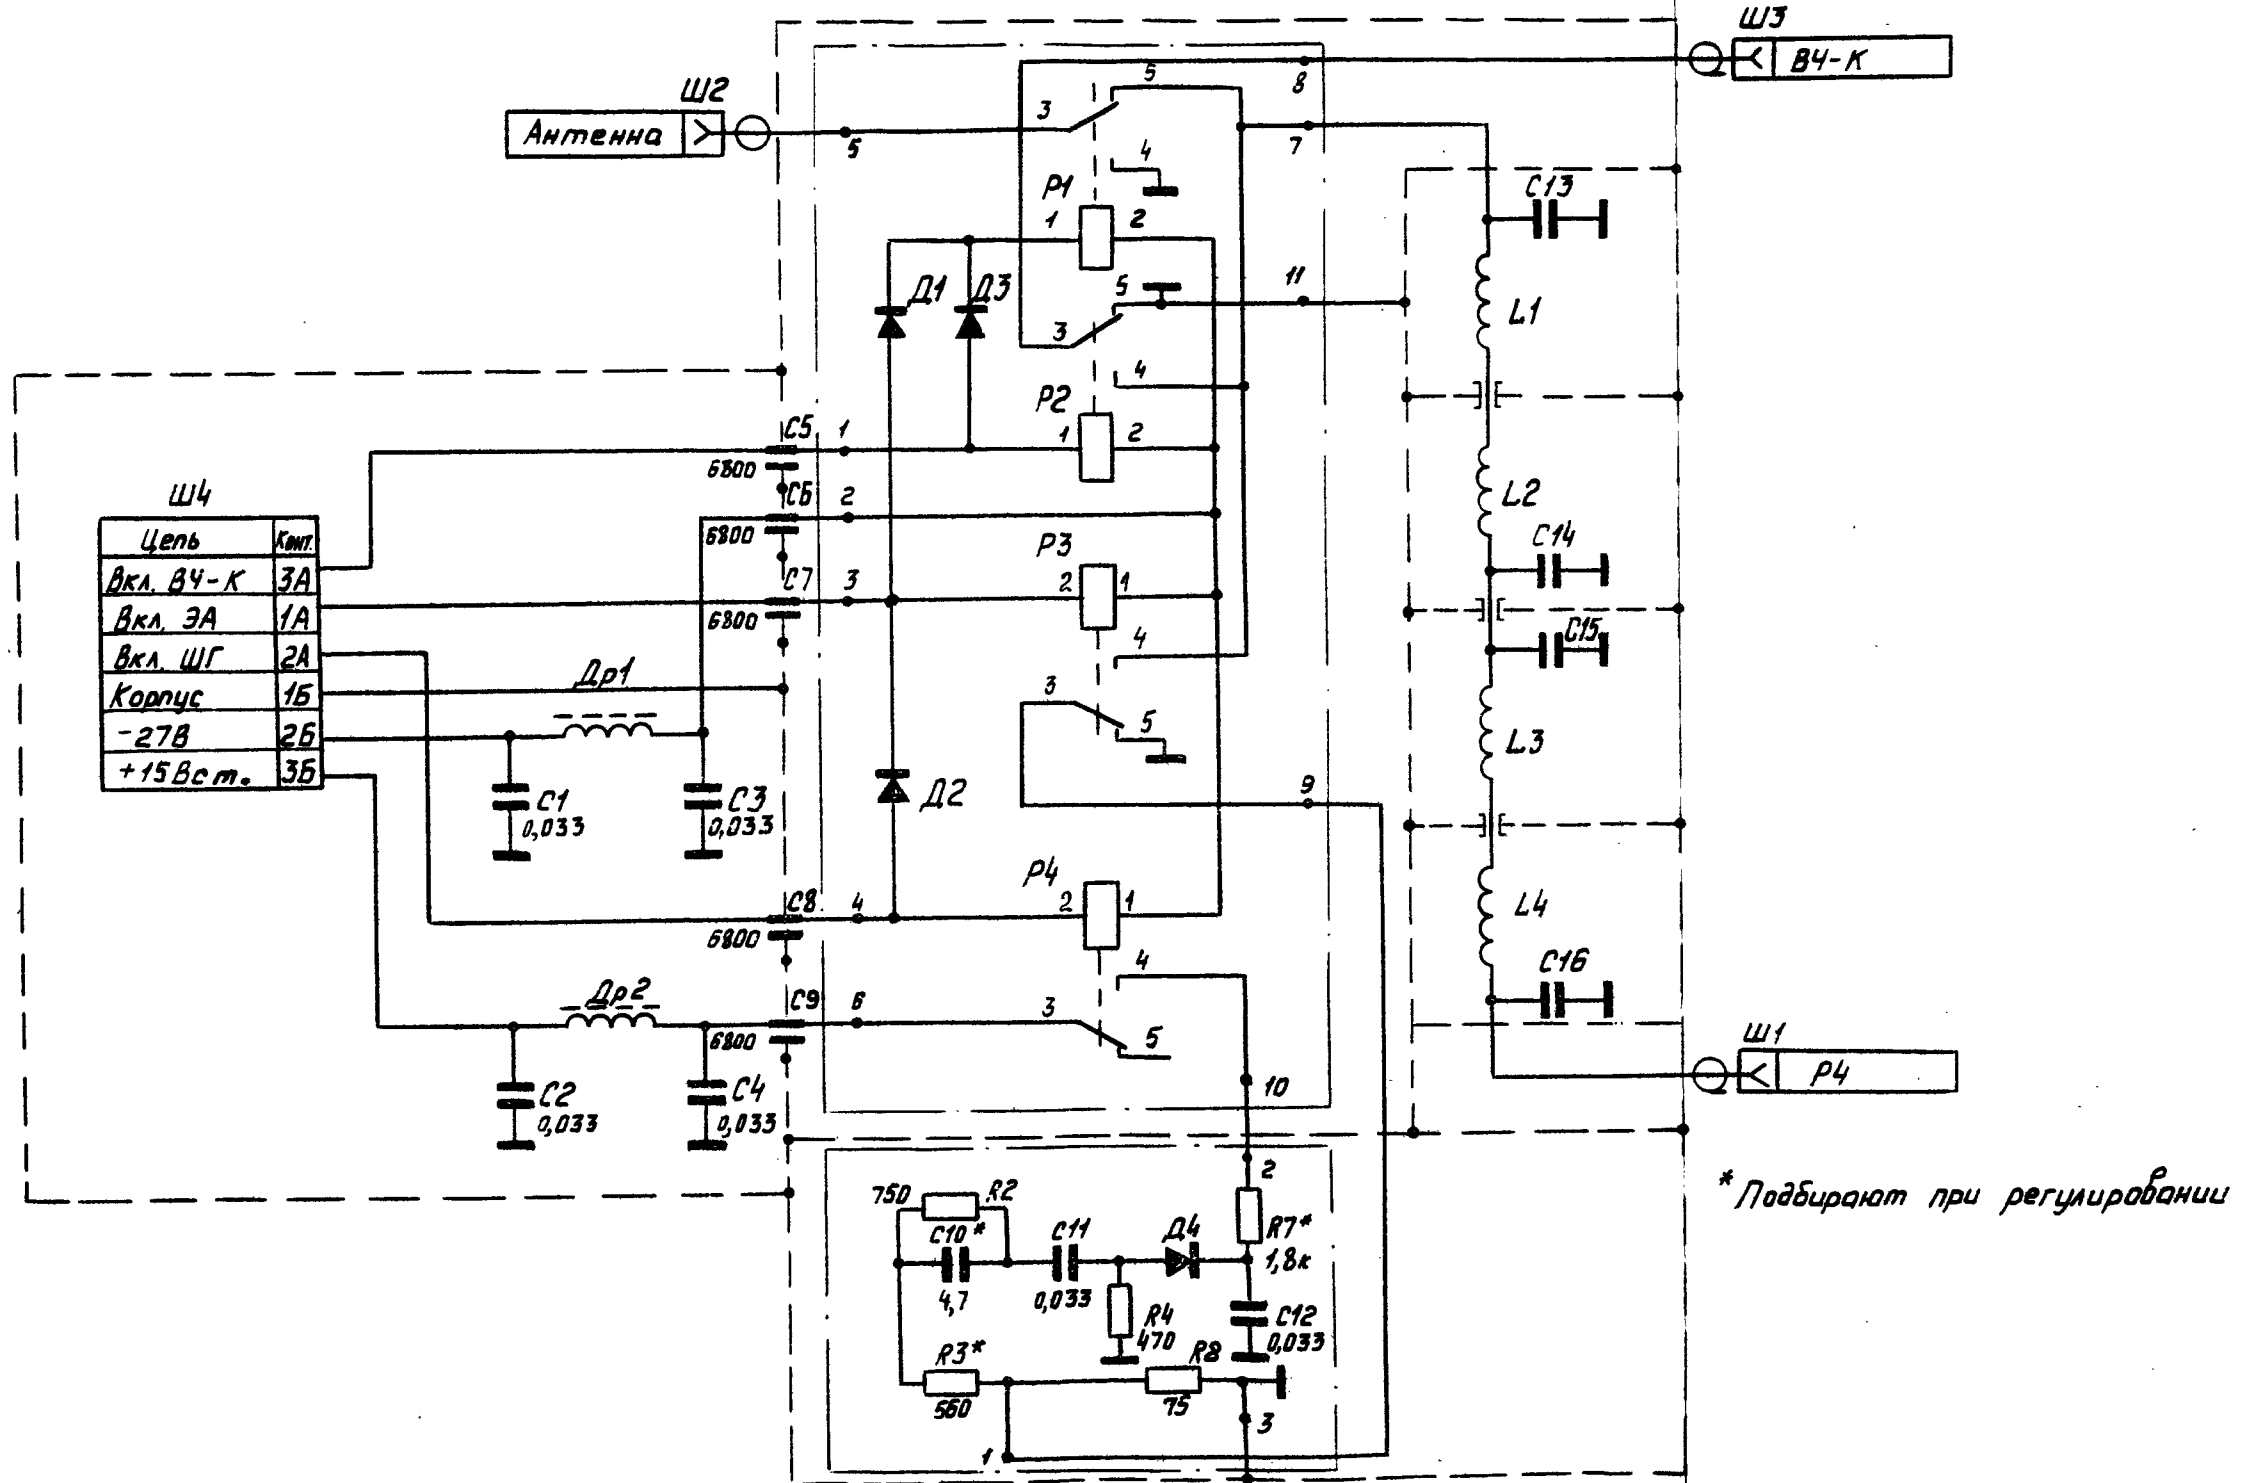 Ш3
ВЧ-К
8
Ш2
Антенна
5
3
5
4
7
Р1
1
2
С13
Д1
Д3
5
11
3
4
L1
Р2
1
2
С5
6800
1
С6
6800
2
С7
6800
3
L2
С14
С15
Р3
2
1
4
3
5
9
Ш4
Цепь Конт.
Вкл. ВЧ-К 3А
Вкл. ЭА 1А
Вкл. ШГ 2А
Корпус 1Б
-27В 2Б
+15Вст. 3Б
Др1
С1
0,033
С3
0,033
Д2
L3
Р4
2
1
С8
6800
4
L4
С16
4
3
5
10
Др2
С9
6800
6
С2
0,033
С4
0,033
Ш1
Р4
2
750
R2
С10*
4,7
С11
0,033
Д4
R7*
1,8к
R4
470
С12
0,033
R3*
560
R8
75
3
1
* Подбирают при регулировании